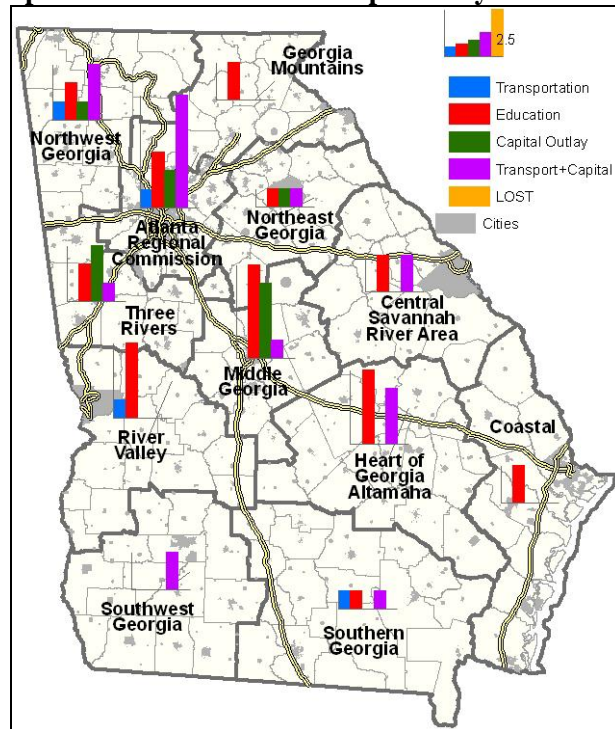 2.5
Transportation
Education
Capital Outlay
Transport+Capital
LOST
Cities
Georgia
Mountains
Northwest
Georgia
Atlanta
Regional
Commission
Northeast
Georgia
Central
Savannah
River Area
Three
Rivers
Middle
Georgia
River
Valley
Heart of
Georgia
Altamaha
Coastal
Southwest
Georgia
Southern
Georgia